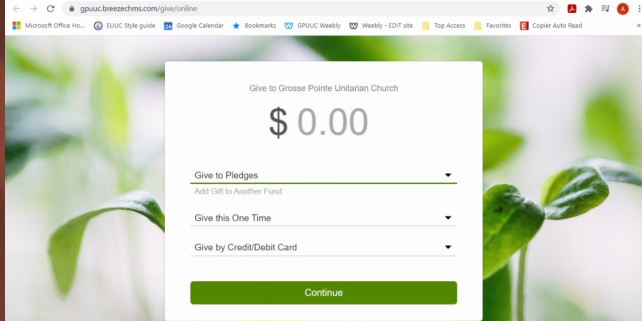 gpuuc.breezechms.com/give/online
Microsoft Office Ho... EUUC Style guide Google Calendar Bookmarks GPUUC Weebly Weebly - EDIT site Top Access Favorites Copier Auto Read »
Give to Grosse Pointe Unitarian Church
$ 0.00
Give to Pledges
Add Gift to Another Fund
Give this One Time
Give by Credit/Debit Card
Continue